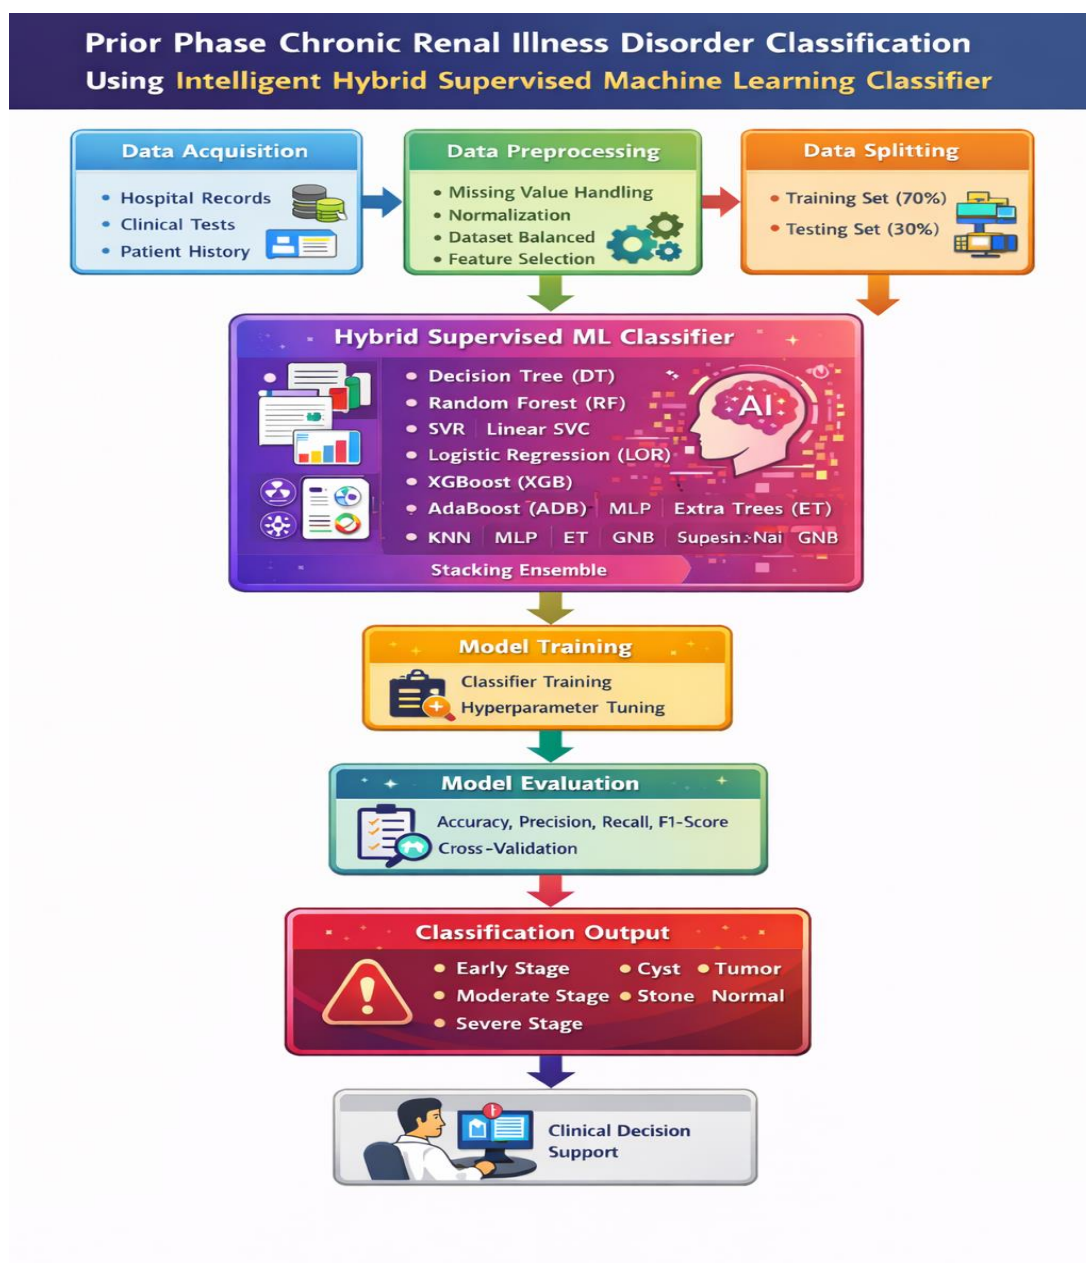 Prior Phase Chronic Renal Illness Disorder Classification
Using Intelligent Hybrid Supervised Machine Learning Classifier
Data Acquisition
• Hospital Records
• Clinical Tests
• Patient History
Data Preprocessing
• Missing Value Handling
• Normalization
• Dataset Balanced
• Feature Selection
Data Splitting
• Training Set (70%)
• Testing Set (30%)
Hybrid Supervised ML Classifier
• Decision Tree (DT)
• Random Forest (RF)
• SVR | Linear SVC
• Logistic Regression (LOR)
• XGBoost (XGB)
• AdaBoost (ADB) | MLP | Extra Trees (ET)
• KNN | MLP | ET | GNB | GNB
AI
Stacking Ensemble
Model Training
Classifier Training
Hyperparameter Tuning
Model Evaluation
Accuracy, Precision, Recall, F1-Score
Cross-Validation
Classification Output
• Early Stage • Cyst • Tumor
• Moderate Stage • Stone Normal
• Severe Stage
Clinical Decision
Support